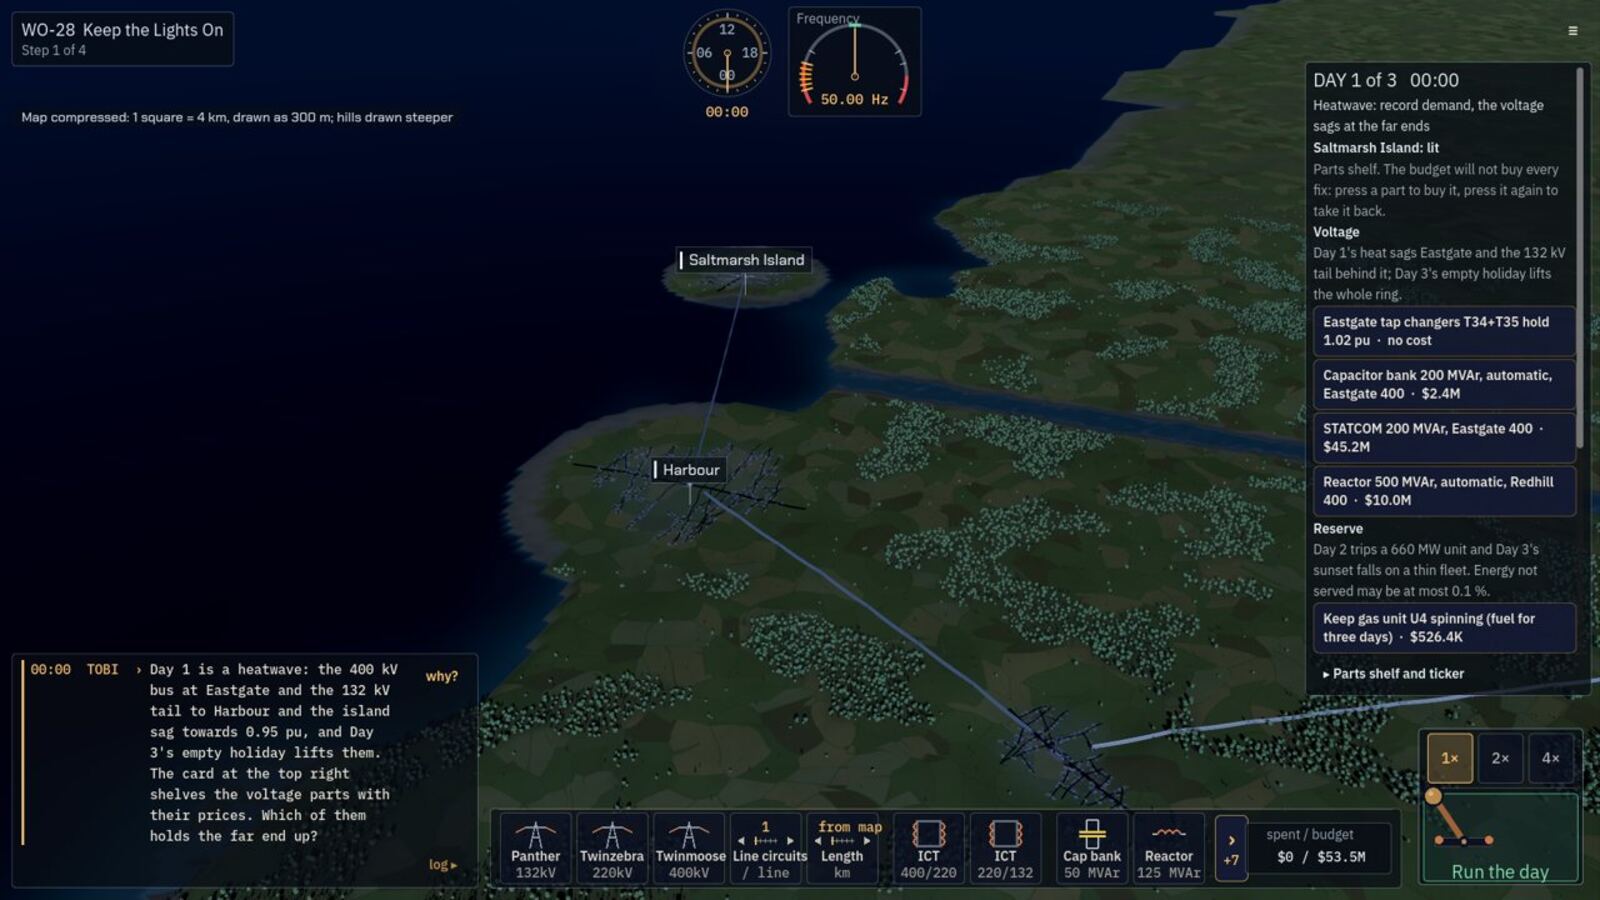 WO-28 Keep the Lights On
Step 1 of 4
Map compressed: 1 square = 4 km, drawn as 300 m; hills drawn steeper
12
06 18
00
00:00
Frequency
50.00 Hz
≡
DAY 1 of 3 00:00
Heatwave: record demand, the voltage
sags at the far ends
Saltmarsh Island: lit
Parts shelf. The budget will not buy every
fix: press a part to buy it, press it again to
take it back.
Voltage
Day 1's heat sags Eastgate and the 132 kV
tail behind it; Day 3's empty holiday lifts
the whole ring.
Eastgate tap changers T34+T35 hold
1.02 pu · no cost
Capacitor bank 200 MVAr, automatic,
Eastgate 400 · $2.4M
STATCOM 200 MVAr, Eastgate 400 ·
$45.2M
Reactor 500 MVAr, automatic, Redhill
400 · $10.0M
Reserve
Day 2 trips a 660 MW unit and Day 3's
sunset falls on a thin fleet. Energy not
served may be at most 0.1 %.
Keep gas unit U4 spinning (fuel for
three days) · $526.4K
▸ Parts shelf and ticker
Saltmarsh Island
Harbour
00:00 TOBI › Day 1 is a heatwave: the 400 kV
bus at Eastgate and the 132 kV
tail to Harbour and the island
sag towards 0.95 pu, and Day
3's empty holiday lifts them.
The card at the top right
shelves the voltage parts with
their prices. Which of them
holds the far end up?
why?
log ▸
Panther
132kV
Twinzebra
220kV
Twinmoose
400kV
1
Line circuits
/ line
from map
Length
km
ICT
400/220
ICT
220/132
Cap bank
50 MVAr
Reactor
125 MVAr
›
+7
spent / budget
$0 / $53.5M
1×
2×
4×
Run the day